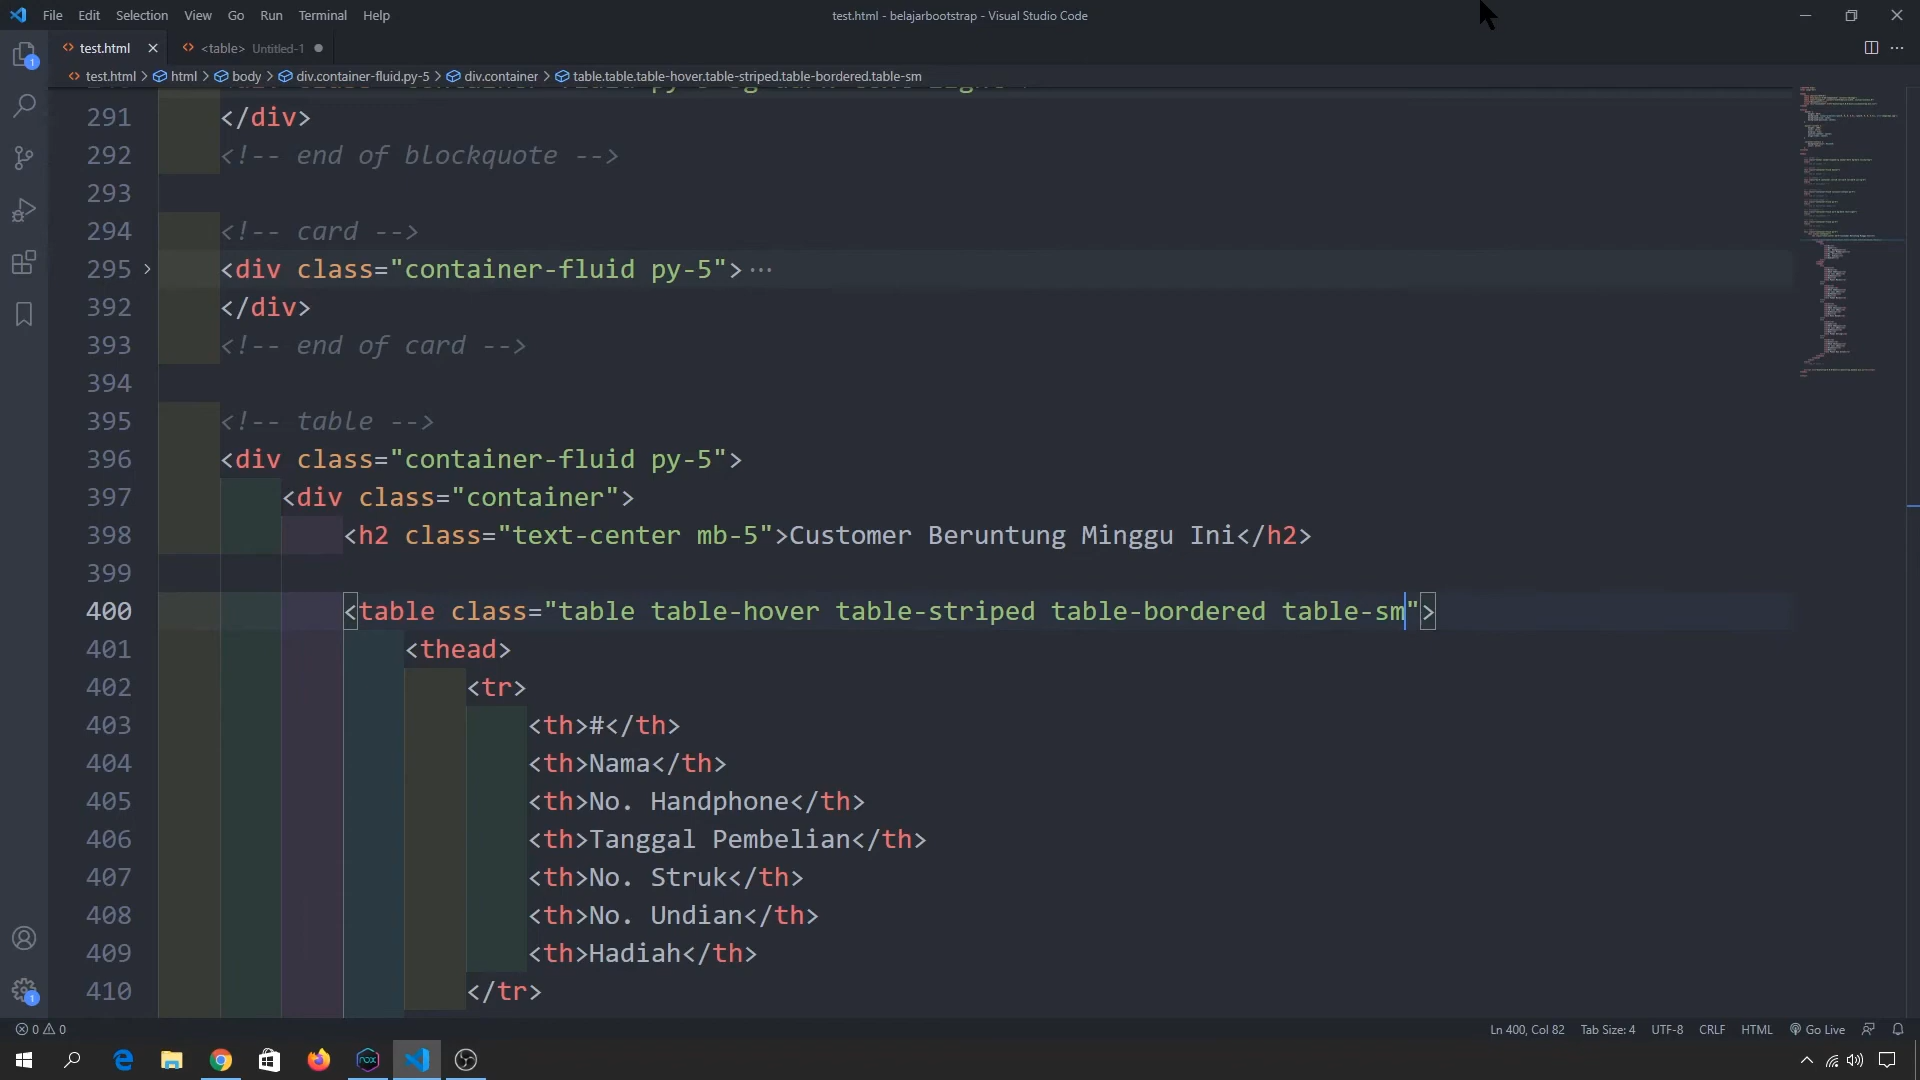 File Edit Selection View Go Run Terminal Help
test.html - belajarbootstrap - Visual Studio Code
test.html <table> Untitled-1
test.html > html > body > div.container-fluid.py-5 > div.container > table.table.table-hover.table-striped.table-bordered.table-sm
291 </div>
292 <!-- end of blockquote -->
293
294 <!-- card -->
295 <div class="container-fluid py-5"> ...
392 </div>
393 <!-- end of card -->
394
395 <!-- table -->
396 <div class="container-fluid py-5">
397 <div class="container">
398 <h2 class="text-center mb-5">Customer Beruntung Minggu Ini</h2>
399
400 <table class="table table-hover table-striped table-bordered table-sm">
401 <thead>
402 <tr>
403 <th>#</th>
404 <th>Nama</th>
405 <th>No. Handphone</th>
406 <th>Tanggal Pembelian</th>
407 <th>No. Struk</th>
408 <th>No. Undian</th>
409 <th>Hadiah</th>
410 </tr>
1
1
0 0
Ln 400, Col 82 Tab Size: 4 UTF-8 CRLF HTML Go Live
nox